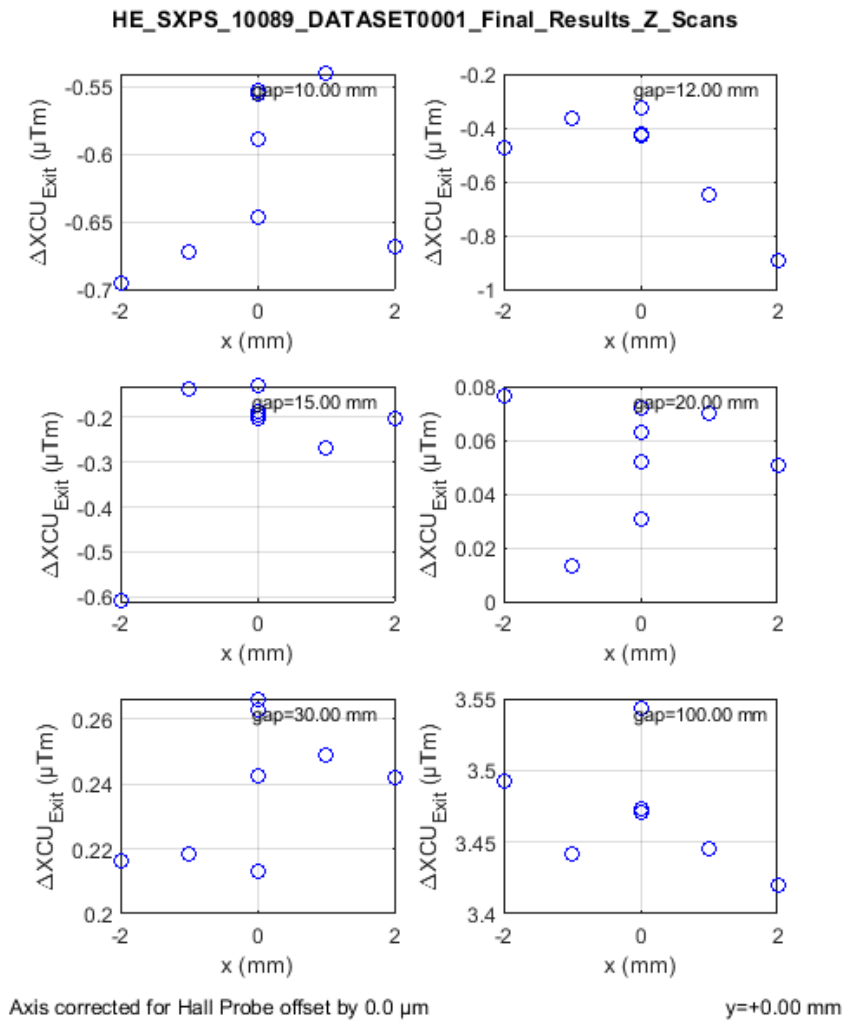 HE_SXPS_10089_DATASET0001_Final_Results_Z_Scans
gap=10.00 mm
-0.55
-0.6
-0.65
-0.7
-2
0
2
x (mm)
ΔXCU_Exit (µTm)
gap=12.00 mm
-0.2
-0.4
-0.6
-0.8
-1
-2
0
2
x (mm)
ΔXCU_Exit (µTm)
gap=15.00 mm
-0.2
-0.3
-0.4
-0.5
-0.6
-2
0
2
x (mm)
ΔXCU_Exit (µTm)
gap=20.00 mm
0.08
0.06
0.04
0.02
0
-2
0
2
x (mm)
ΔXCU_Exit (µTm)
gap=30.00 mm
0.26
0.24
0.22
0.2
-2
0
2
x (mm)
ΔXCU_Exit (µTm)
gap=100.00 mm
3.55
3.5
3.45
3.4
-2
0
2
x (mm)
ΔXCU_Exit (µTm)
Axis corrected for Hall Probe offset by 0.0 µm
y=+0.00 mm